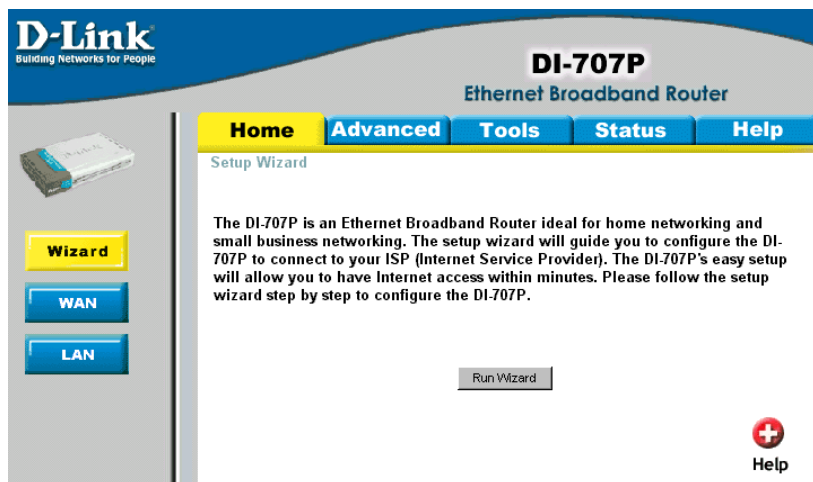 D-Link
Building Networks for People
DI-707P
Ethernet Broadband Router
Home Advanced Tools Status Help
Setup Wizard
Wizard
WAN
LAN
The DI-707P is an Ethernet Broadband Router ideal for home networking and
small business networking. The setup wizard will guide you to configure the DI-
707P to connect to your ISP (Internet Service Provider). The DI-707P's easy setup
will allow you to have Internet access within minutes. Please follow the setup
wizard step by step to configure the DI-707P.
Run Wizard
Help